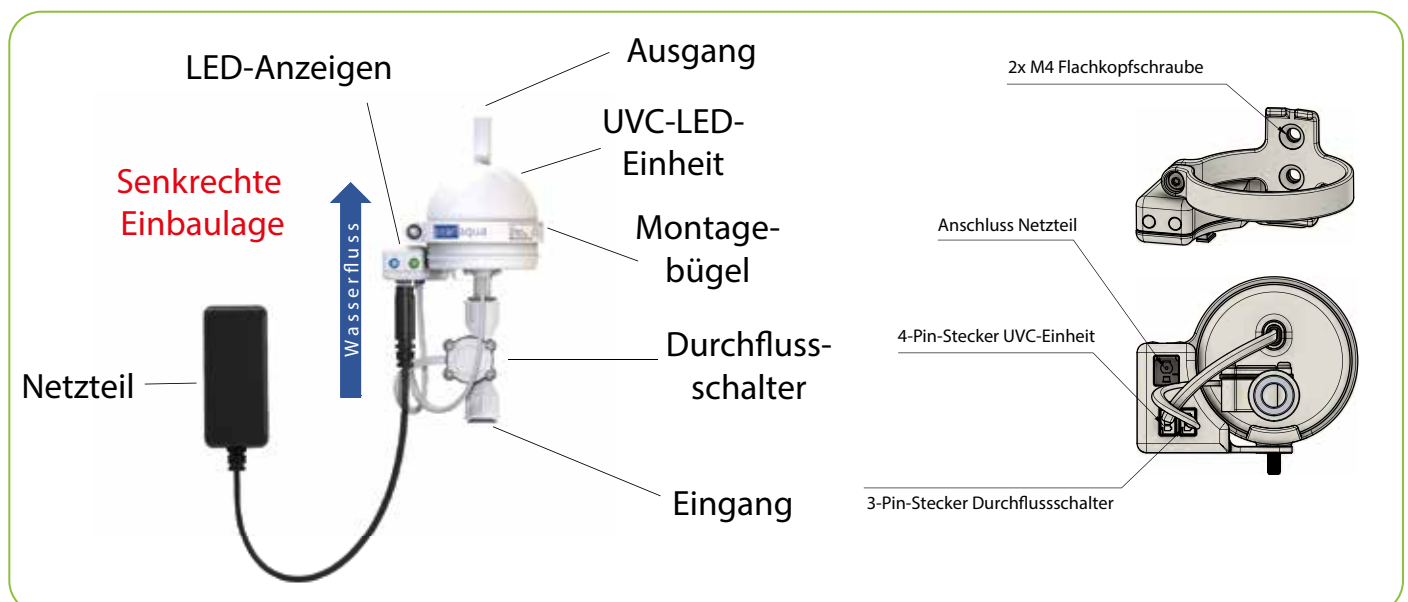 LED-Anzeigen
Ausgang
UVC-LED-
Einheit
Senkrechte
Einbaulage
Wasserfluss
aqua
Montage-
bügel
Durchfluss-
schalter
Netzteil
Eingang
2x M4 Flachkopfschraube
Anschluss Netzteil
4-Pin-Stecker UVC-Einheit
3-Pin-Stecker Durchflussschalter